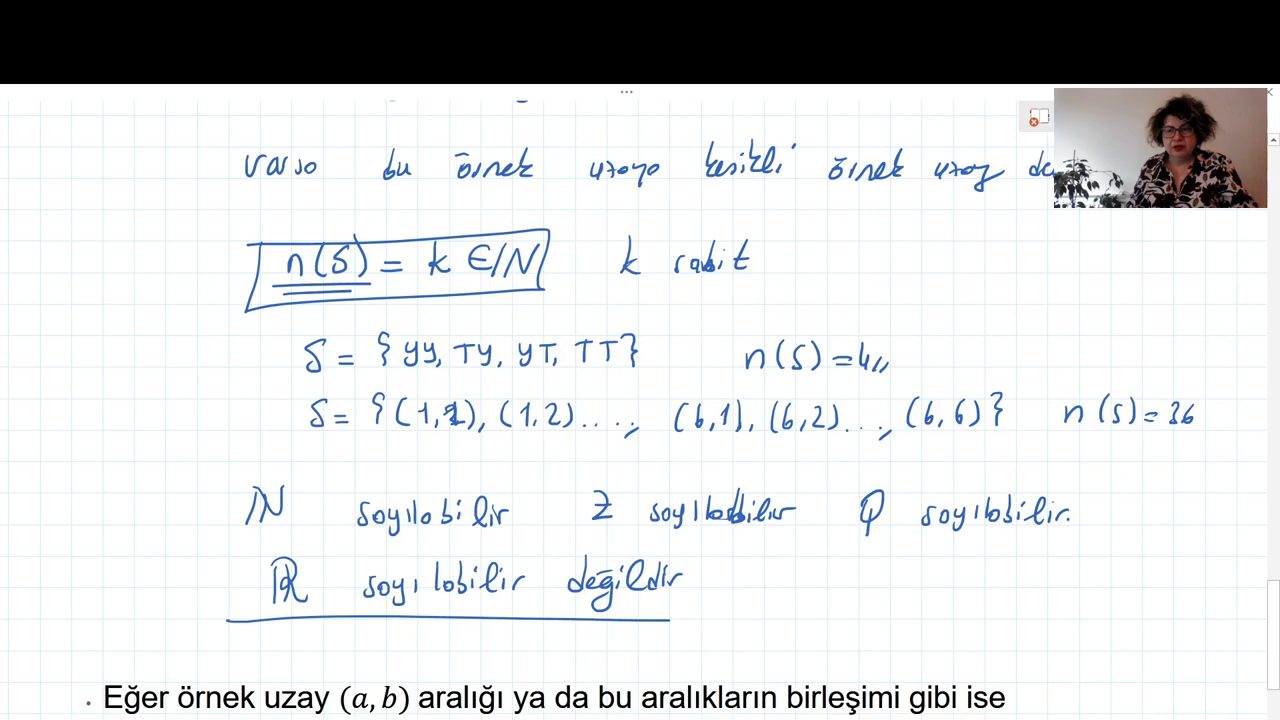 varsa bu örnek uzaya kesikli örnek uzay de
n(S) = k ∈ ℕ k sabit
S = {YY, TY, YT, TT} n(S) = 4,,
S = {(1,1), (1,2)..., (6,1), (6,2)..., (6,6)} n(s) = 36
ℕ sayılabilir Z sayılabilir Q sayılabilir.
ℝ sayılabilir değildir
. Eğer örnek uzay (a, b) aralığı ya da bu aralıkların birleşimi gibi ise